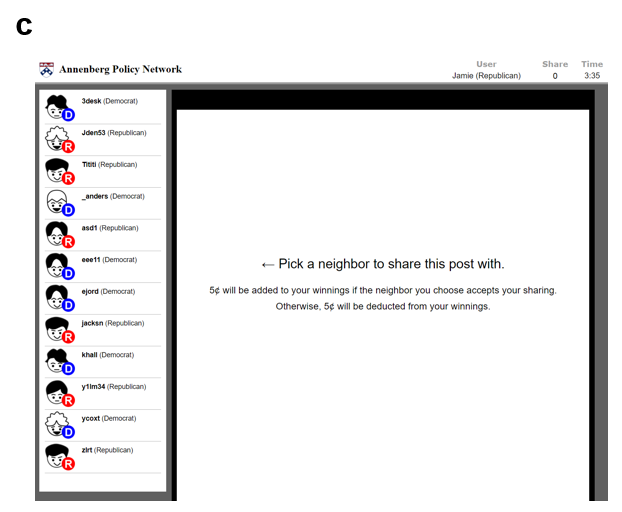 c
Annenberg Policy Network
User Share Time
Jamie (Republican) 0 3:35
3desk (Democrat)
D
Jden53 (Republican)
R
Tititi (Republican)
R
_anders (Democrat)
D
asd1 (Republican)
R
eee11 (Democrat)
D
ejord (Democrat)
D
jacksn (Republican)
R
khall (Democrat)
D
y1lm34 (Republican)
R
ycoxt (Democrat)
D
zlrt (Republican)
R
← Pick a neighbor to share this post with.
5¢ will be added to your winnings if the neighbor you choose accepts your sharing.
Otherwise, 5¢ will be deducted from your winnings.